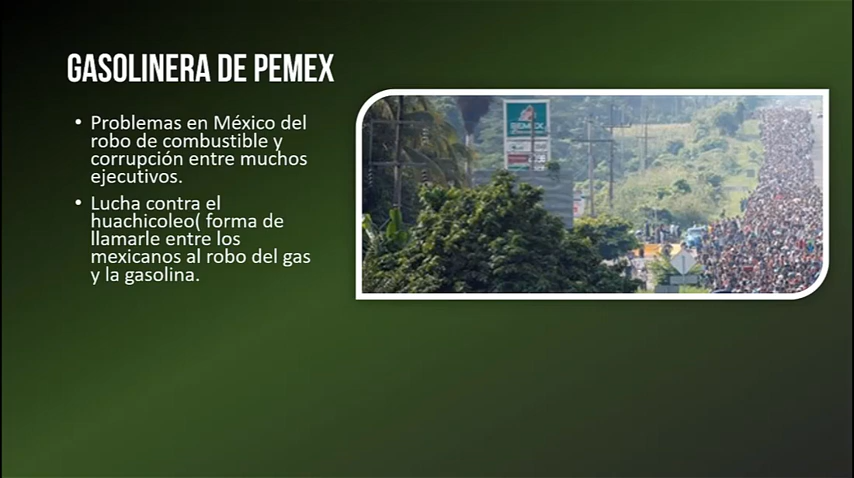 GASOLINERA DE PEMEX
• Problemas en México del
robo de combustible y
corrupción entre muchos
ejecutivos.
• Lucha contra el
huachicoleo( forma de
llamarle entre los
mexicanos al robo del gas
y la gasolina.
PEMEX